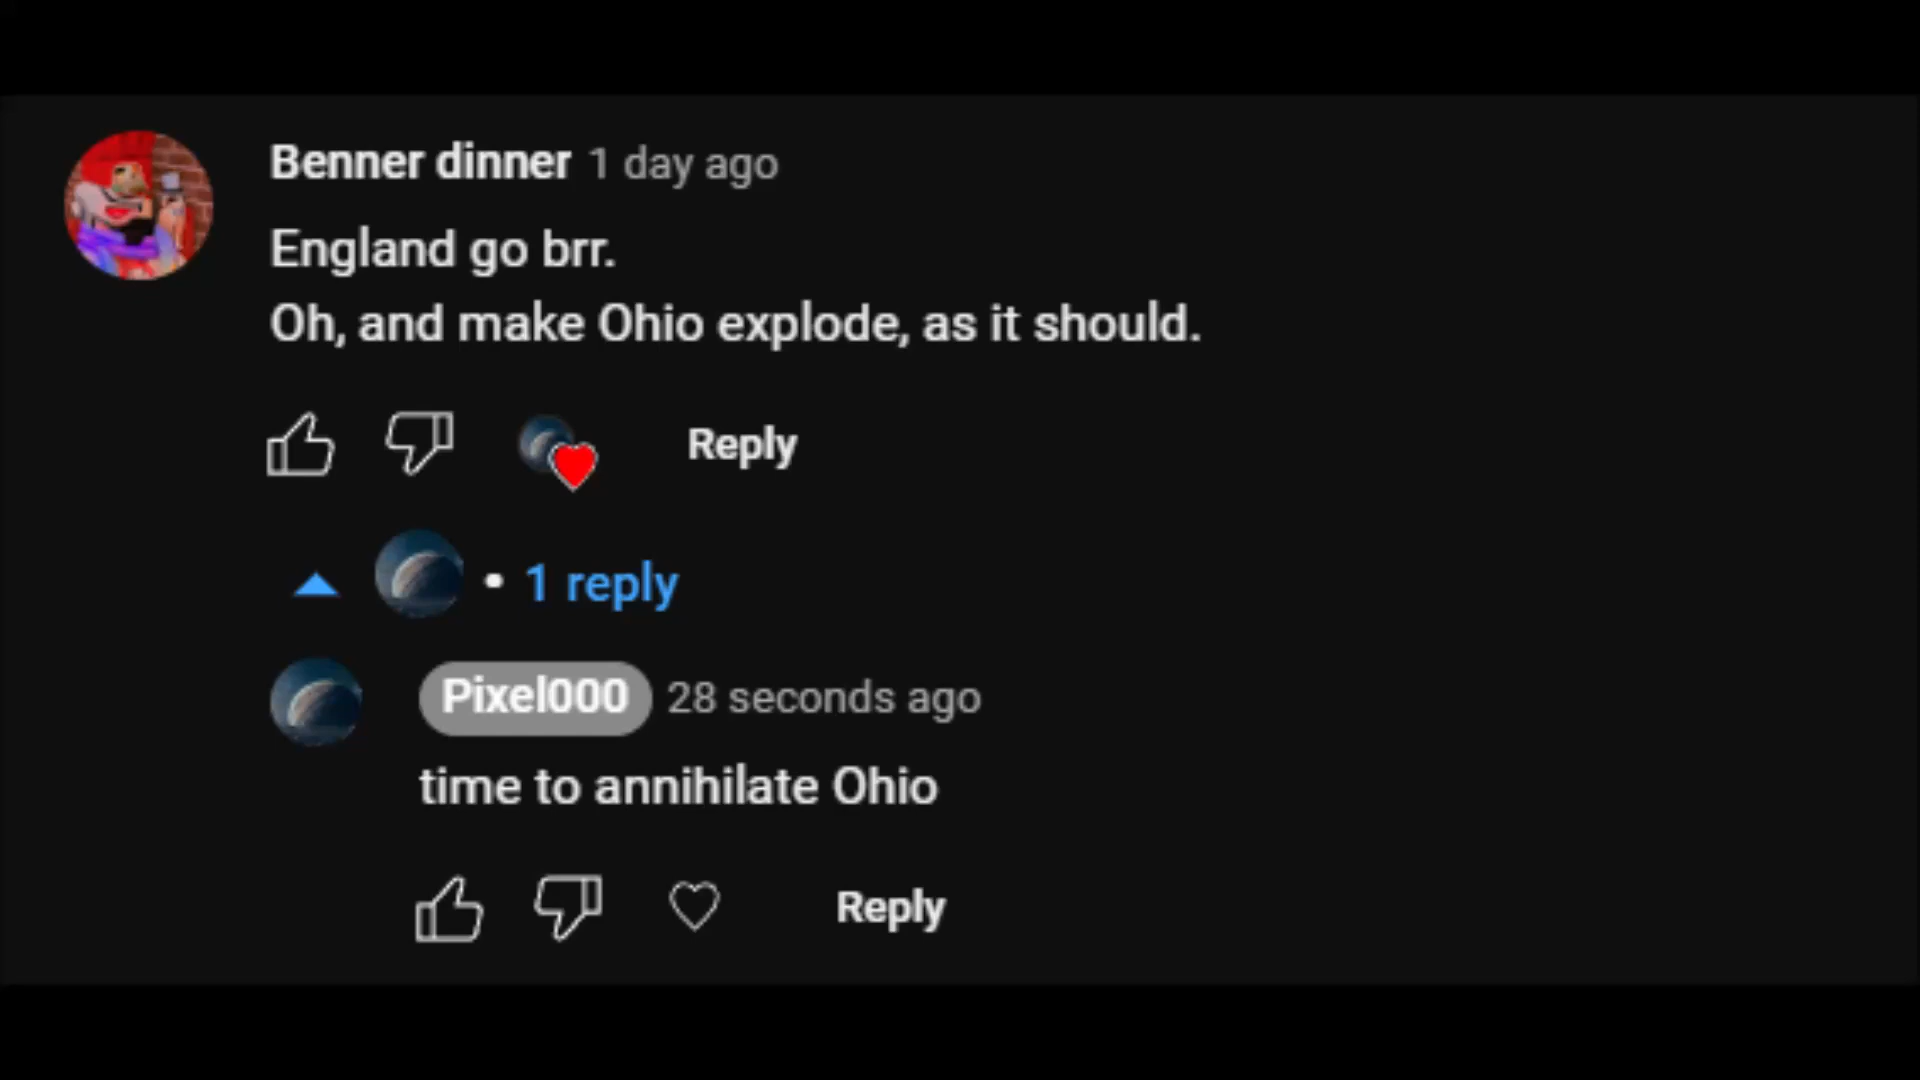 Benner dinner 1 day ago
England go brr.
Oh, and make Ohio explode, as it should.
Reply
• 1 reply
Pixel000 28 seconds ago
time to annihilate Ohio
Reply